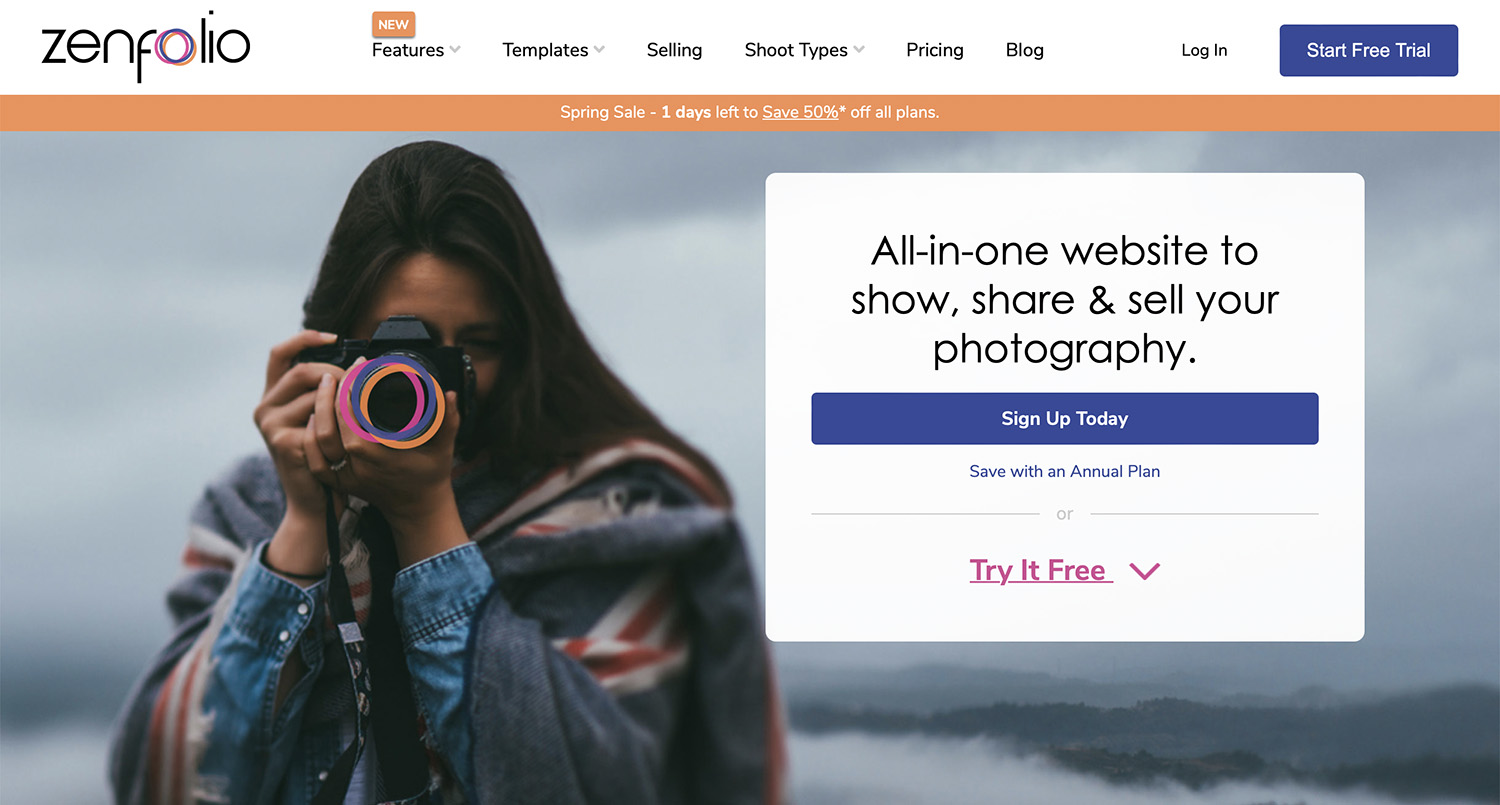 zenfolio
NEW
Features
Templates
Selling
Shoot Types
Pricing
Blog
Log In
Start Free Trial
Spring Sale - 1 days left to Save 50%* off all plans.
All-in-one website to
show, share & sell your
photography.
Sign Up Today
Save with an Annual Plan
or
Try It Free